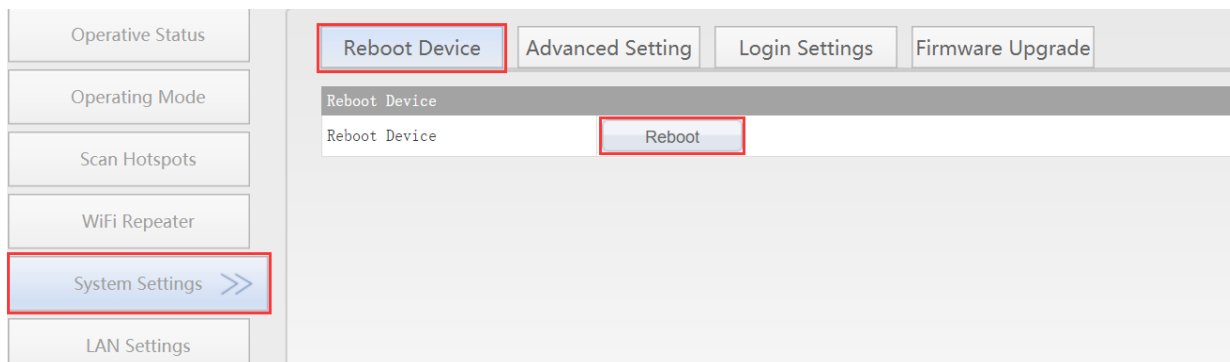 Operative Status
Operating Mode
Scan Hotspots
WiFi Repeater
System Settings >>
LAN Settings
Reboot Device Advanced Setting Login Settings Firmware Upgrade
Reboot Device
Reboot Device Reboot